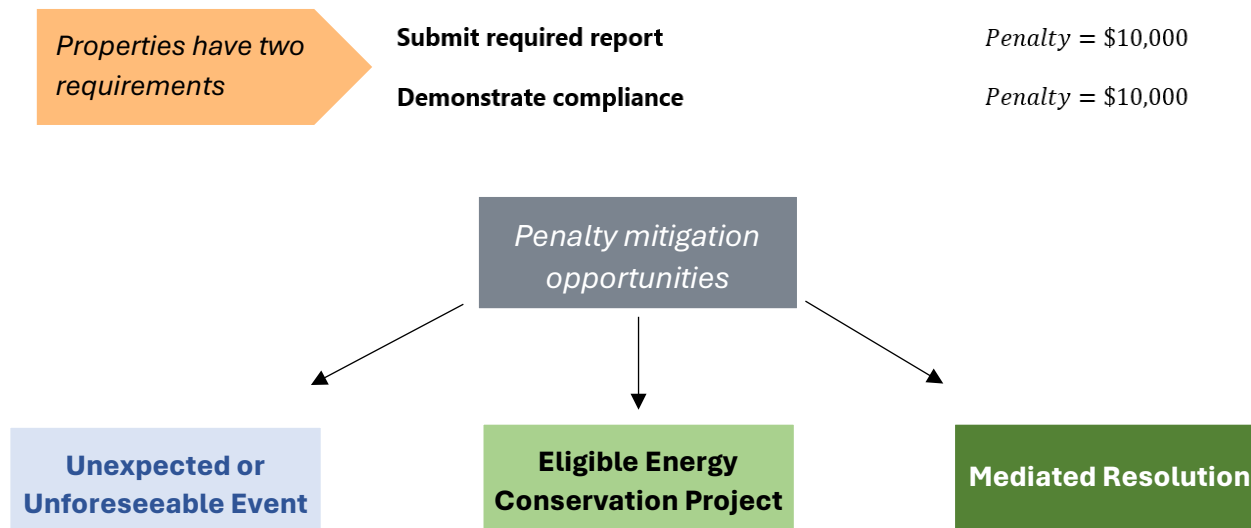 Properties have two
requirements
Submit required report
Penalty = $10,000
Demonstrate compliance
Penalty = $10,000
Penalty mitigation
opportunities
Unexpected or
Unforeseeable Event
Eligible Energy
Conservation Project
Mediated Resolution